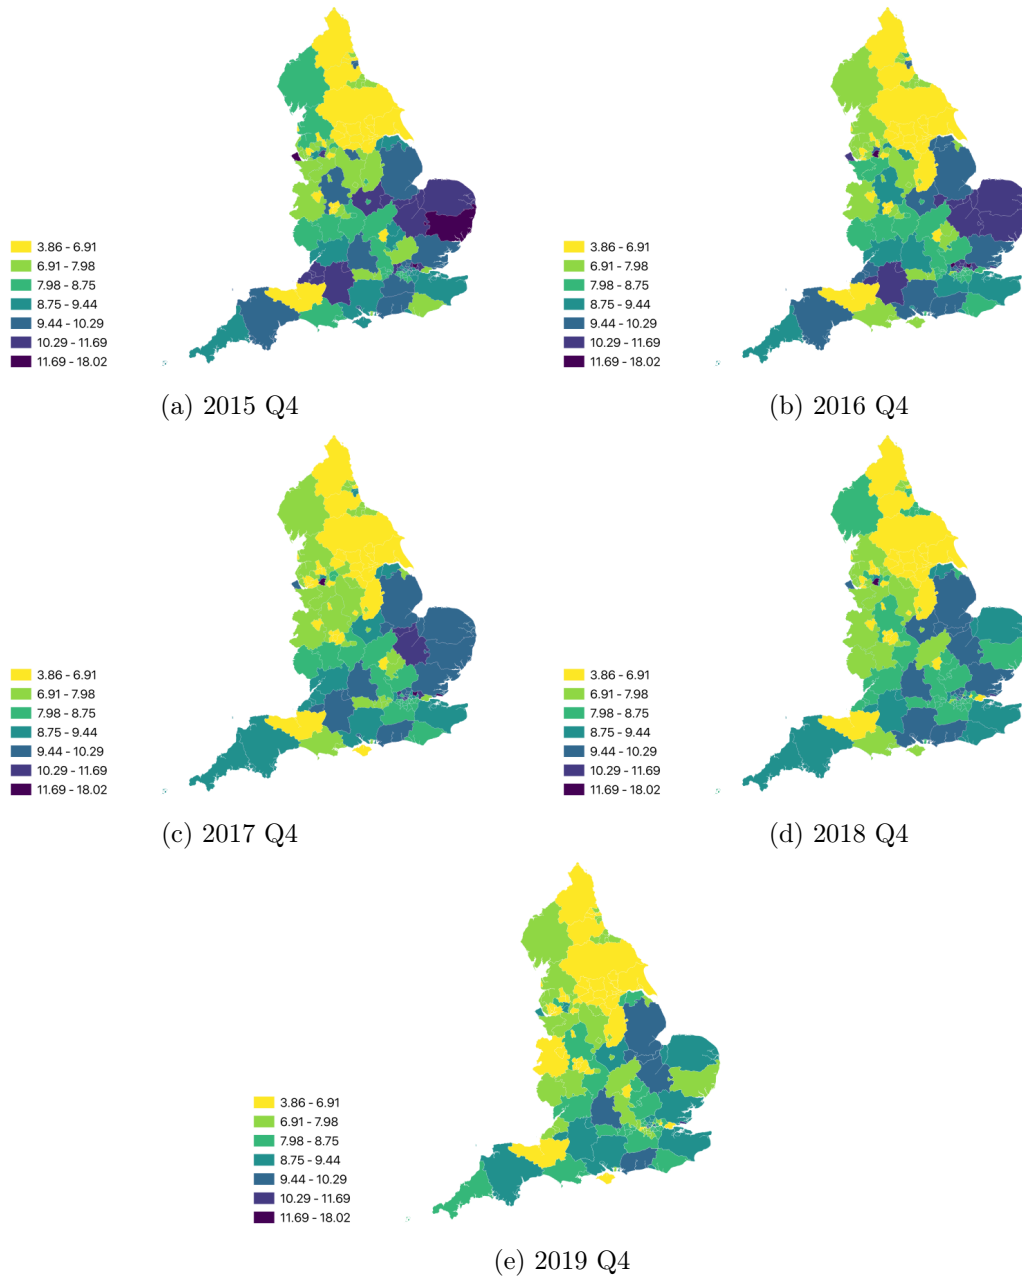 3.86 - 6.91
6.91 - 7.98
7.98 - 8.75
8.75 - 9.44
9.44 - 10.29
10.29 - 11.69
11.69 - 18.02
(a) 2015 Q4
3.86 - 6.91
6.91 - 7.98
7.98 - 8.75
8.75 - 9.44
9.44 - 10.29
10.29 - 11.69
11.69 - 18.02
(b) 2016 Q4
3.86 - 6.91
6.91 - 7.98
7.98 - 8.75
8.75 - 9.44
9.44 - 10.29
10.29 - 11.69
11.69 - 18.02
(c) 2017 Q4
3.86 - 6.91
6.91 - 7.98
7.98 - 8.75
8.75 - 9.44
9.44 - 10.29
10.29 - 11.69
11.69 - 18.02
(d) 2018 Q4
3.86 - 6.91
6.91 - 7.98
7.98 - 8.75
8.75 - 9.44
9.44 - 10.29
10.29 - 11.69
11.69 - 18.02
(e) 2019 Q4